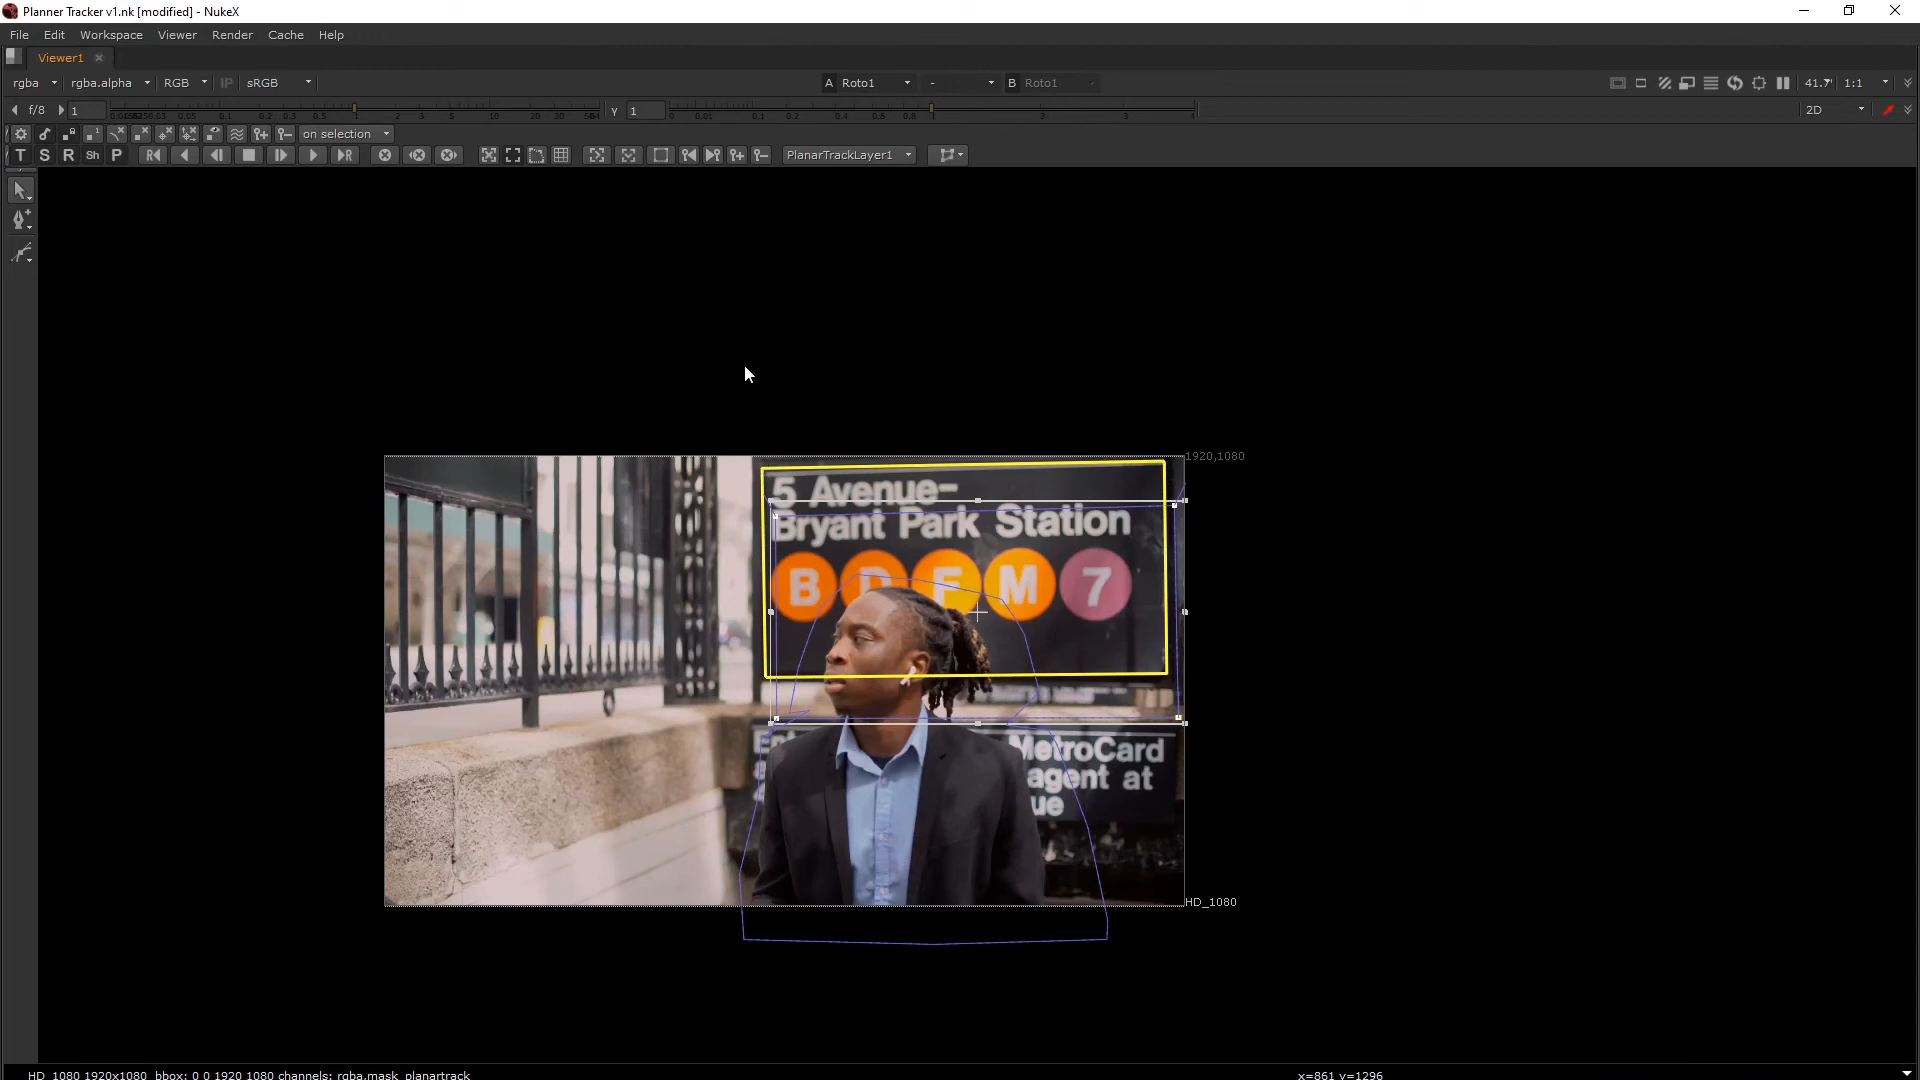 Planner Tracker v1.nk [modified] - NukeX
File Edit Workspace Viewer Render Cache Help
Viewer1
rgba rgba.alpha RGB IP sRGB A Roto1 - B Roto1 1:1
f/8 1 Y 1 2D
on selection
T S R Sh P PlanarTrackLayer1
1920,1080
5 Avenue-
Bryant Park Station
B D F M 7
MetroCard
agent at
ue
HD_1080
HD_1080 1920x1080 bbox: 0 0 1920 1080 channels: rgba,mask_planartrack x=861 y=1296